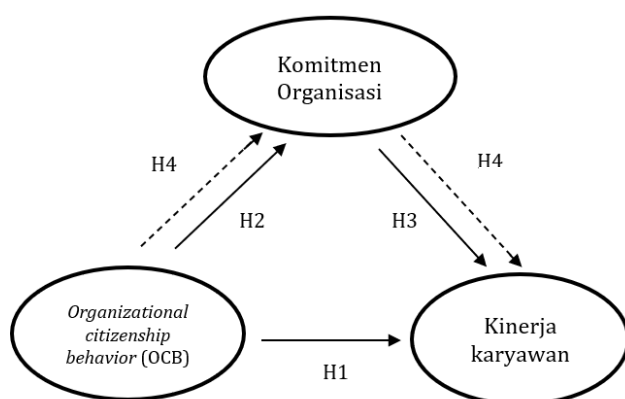 Komitmen
Organisasi
H4
H4
H2
H3
Organizational
citizenship
behavior (OCB)
Kinerja
karyawan
H1